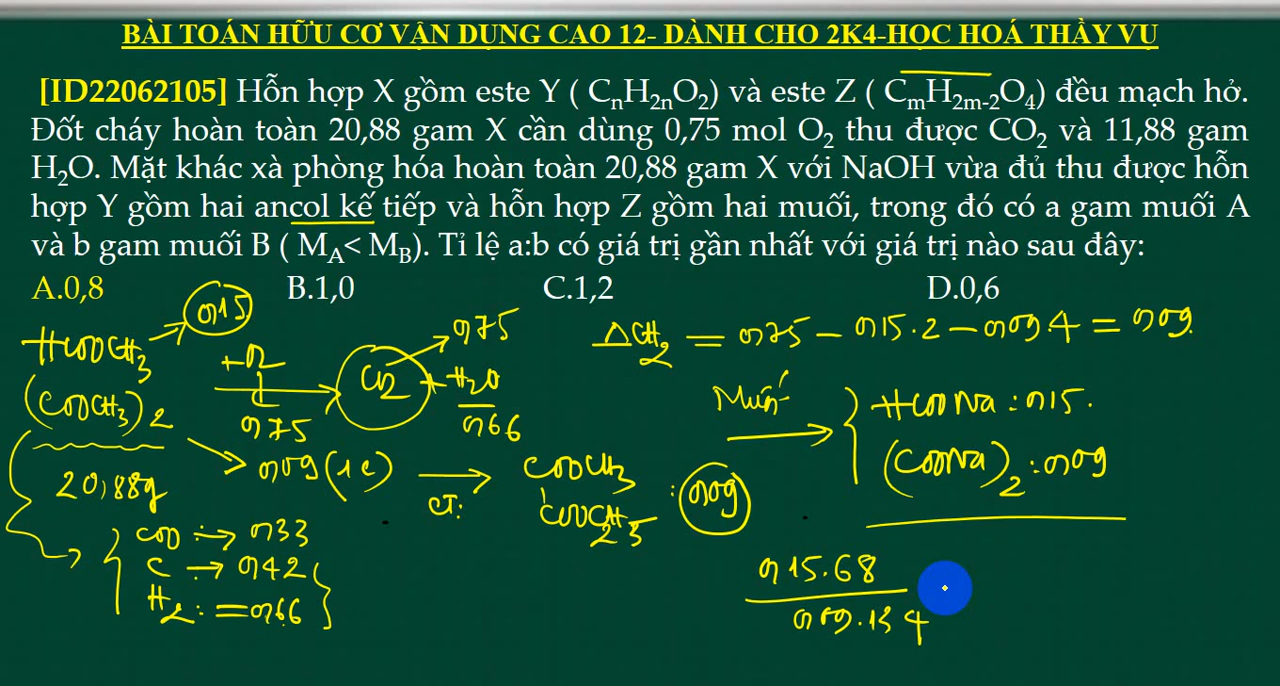 BÀI TOÁN HỮU CƠ VẬN DỤNG CAO 12- DÀNH CHO 2K4-HỌC HOÁ THẦY VỤ
[ID22062105] Hỗn hợp X gồm este Y ( CnH2nO2) và este Z ( CmH2m-2O4) đều mạch hở.
Đốt cháy hoàn toàn 20,88 gam X cần dùng 0,75 mol O2 thu được CO2 và 11,88 gam
H2O. Mặt khác xà phòng hóa hoàn toàn 20,88 gam X với NaOH vừa đủ thu được hỗn
hợp Y gồm hai ancol kế tiếp và hỗn hợp Z gồm hai muối, trong đó có a gam muối A
và b gam muối B ( MA< MB). Tỉ lệ a:b có giá trị gần nhất với giá trị nào sau đây:
A.0,8 B.1,0 C.1,2 D.0,6
HCOOCH3 → 0,15
(COOCH3)2
20,88g
+O2
0,75
CO2 → 0,75
+ H2O
0,66
0,09 (1C)
CT:
COOCH3
COOC2H5 : 0,09
COO : → 0,33
C → 0,42
H2 : = 0,66
ΔCH2 = 0,75 - 0,15.2 - 0,09.4 = 0,09
Muối
HCOONa : 0,15.
(COONa)2 : 0,09
0,15.68
0,09.134